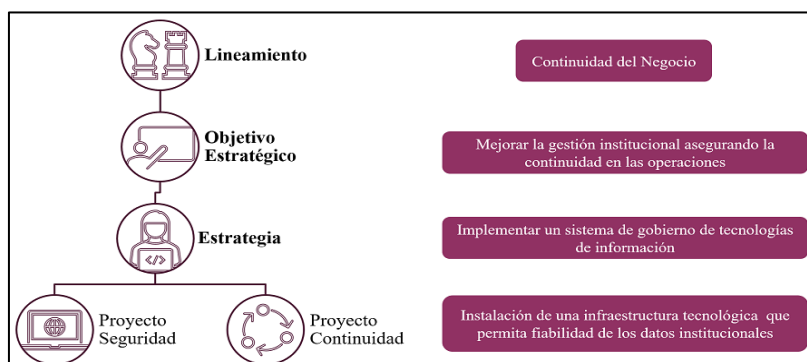 Lineamiento
Continuidad del Negocio
Objetivo
Estratégico
Mejorar la gestión institucional asegurando la
continuidad en las operaciones
Estrategia
Implementar un sistema de gobierno de tecnologías
de información
Proyecto
Seguridad
Proyecto
Continuidad
Instalación de una infraestructura tecnológica que
permita fiabilidad de los datos institucionales